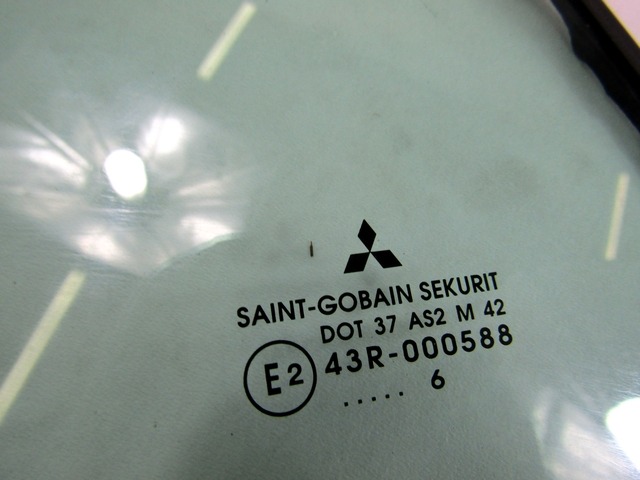 SAINT-GOBAIN SEKURIT
DOT 37 AS2 M 42
E2 43R-000588
..... 6